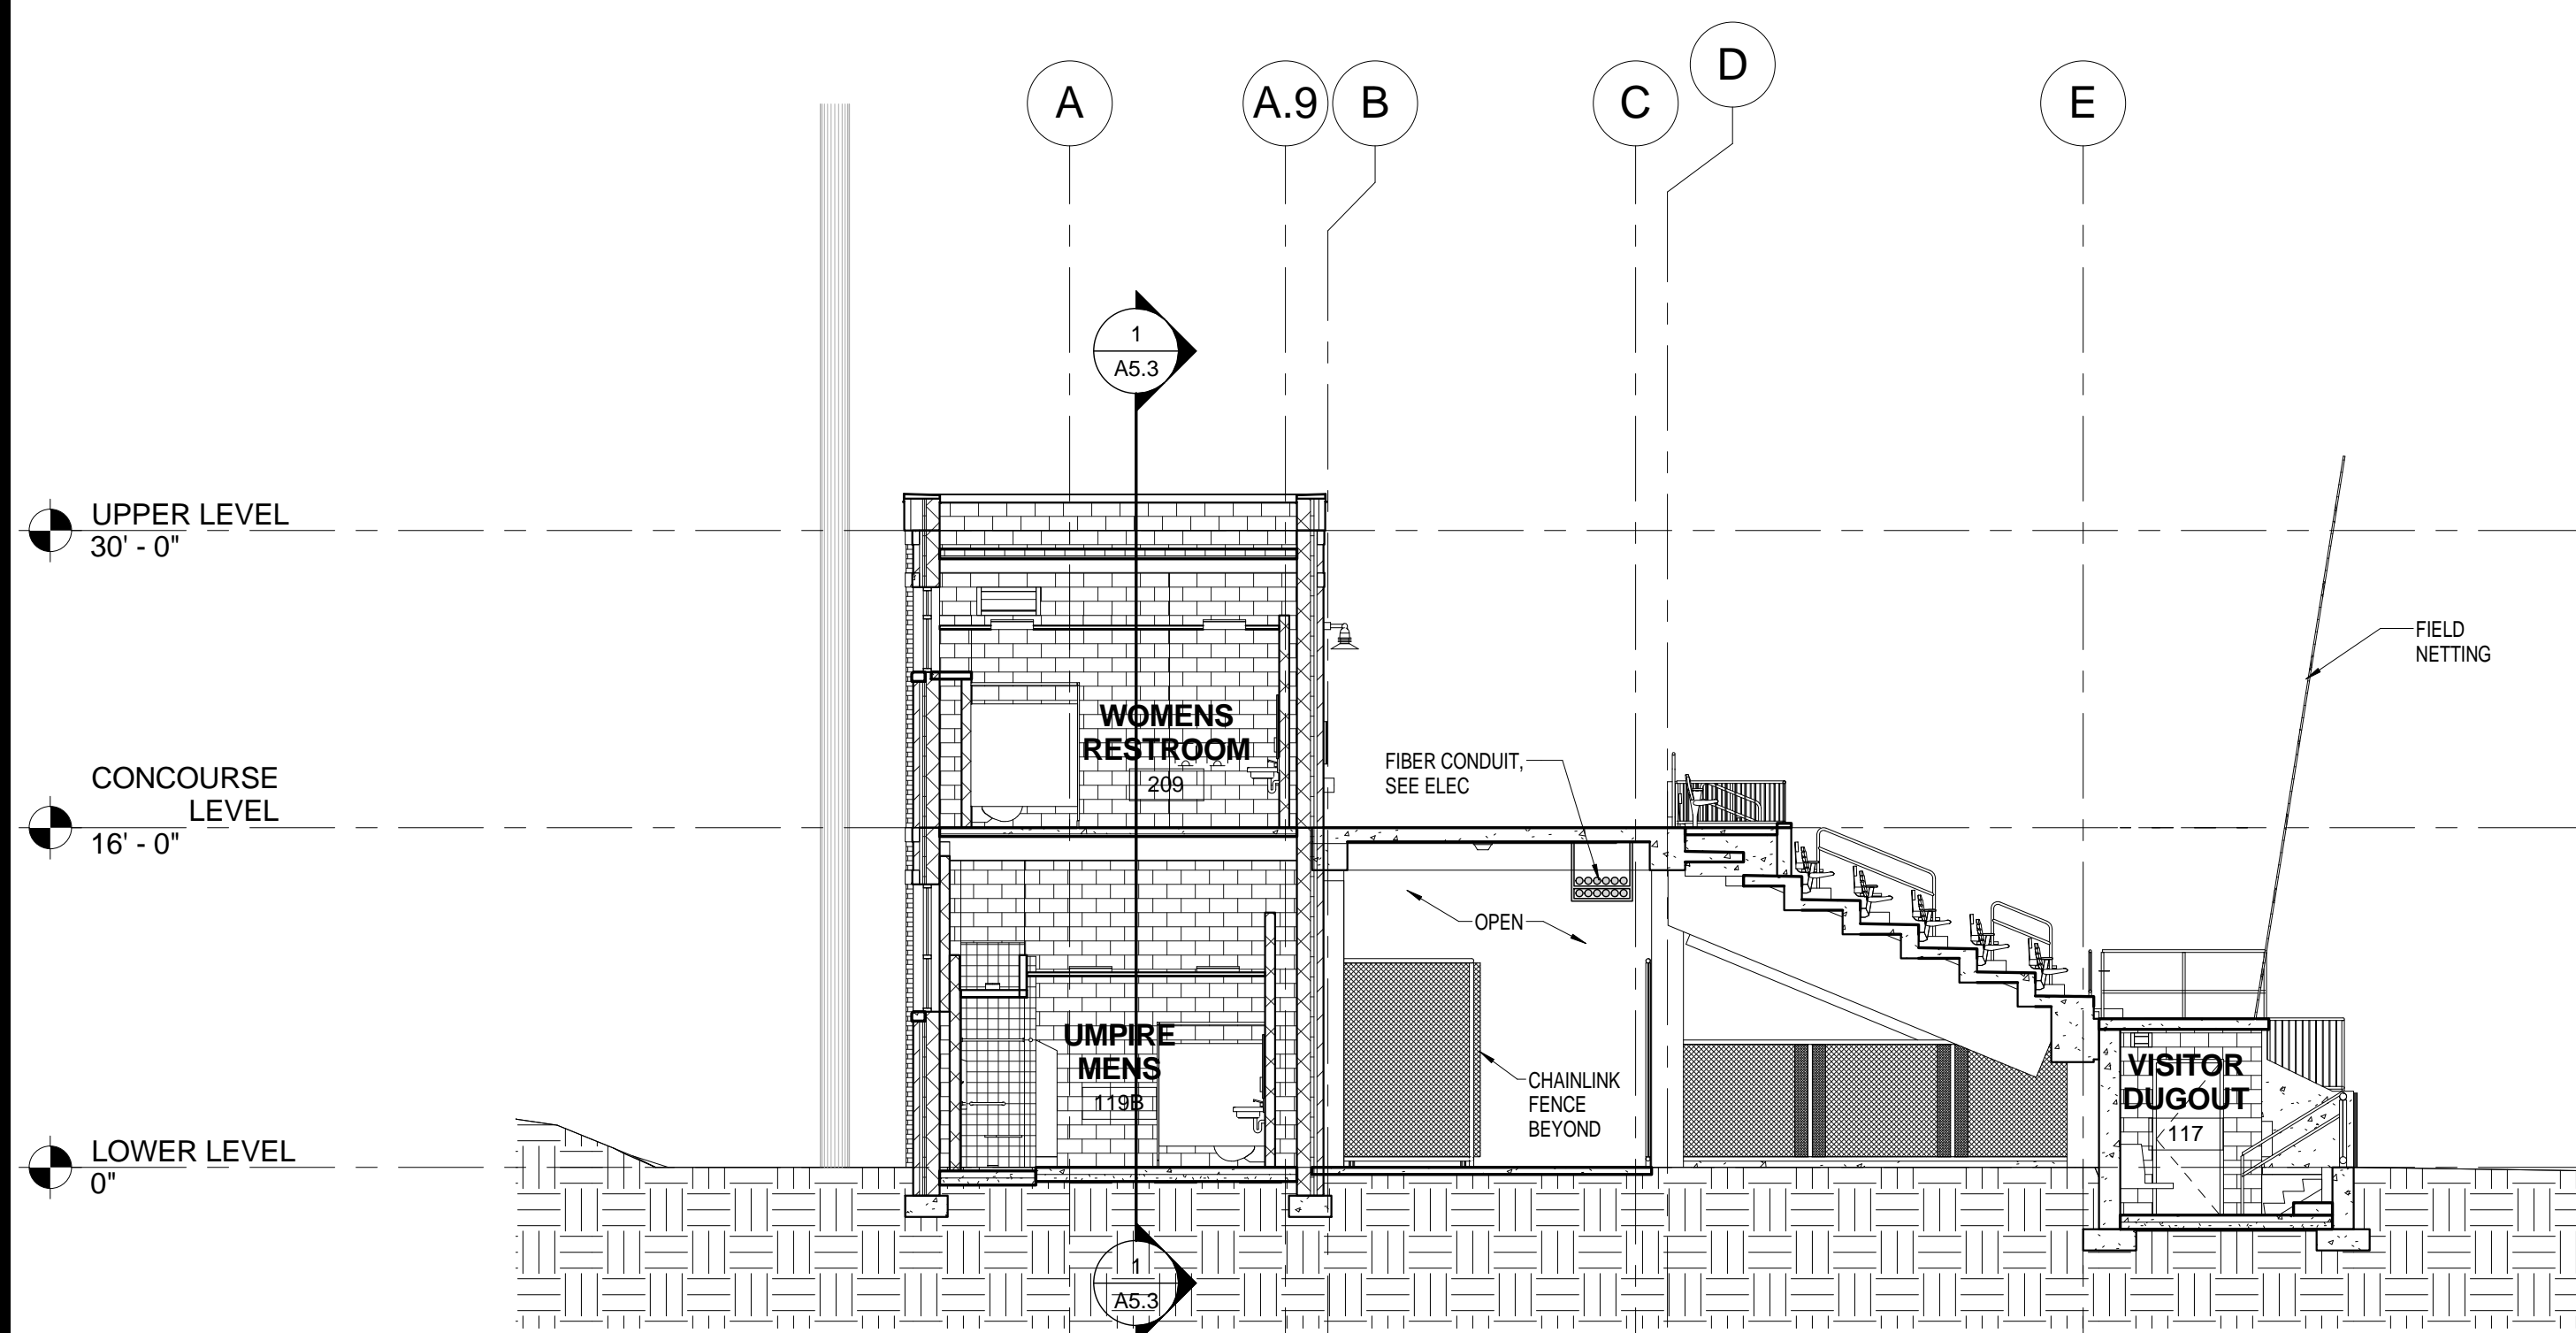 A
A.9
B
C
D
E
1
A5.3
UPPER LEVEL
30' - 0"
FIELD
NETTING
WOMENS
RESTROOM
209
FIBER CONDUIT,
SEE ELEC
CONCOURSE
LEVEL
16' - 0"
OPEN
UMPIRE
MENS
119B
CHAINLINK
FENCE
BEYOND
VISITOR
DUGOUT
117
LOWER LEVEL
0"
1
A5.3